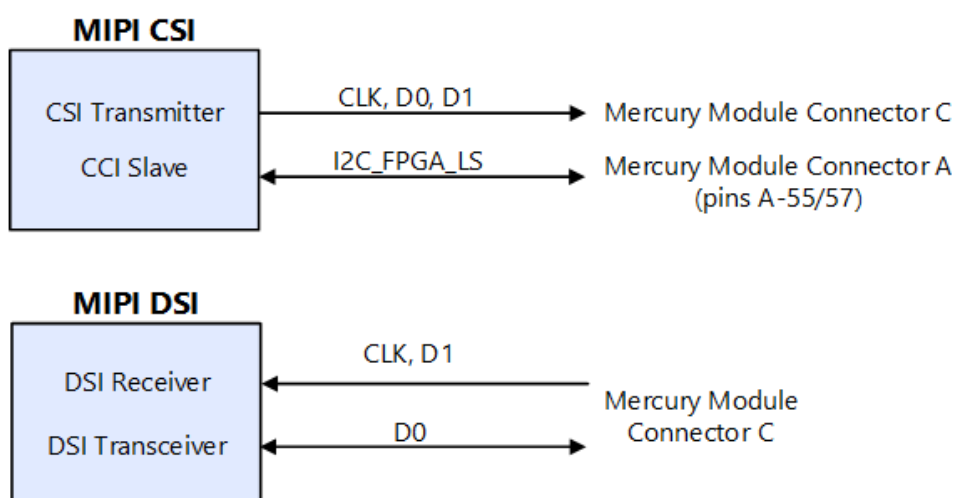 MIPI CSI
CSI Transmitter
CLK, D0, D1
Mercury Module Connector C
CCI Slave
I2C_FPGA_LS
Mercury Module Connector A
(pins A-55/57)
MIPI DSI
DSI Receiver
CLK, D1
Mercury Module
Connector C
DSI Transceiver
D0